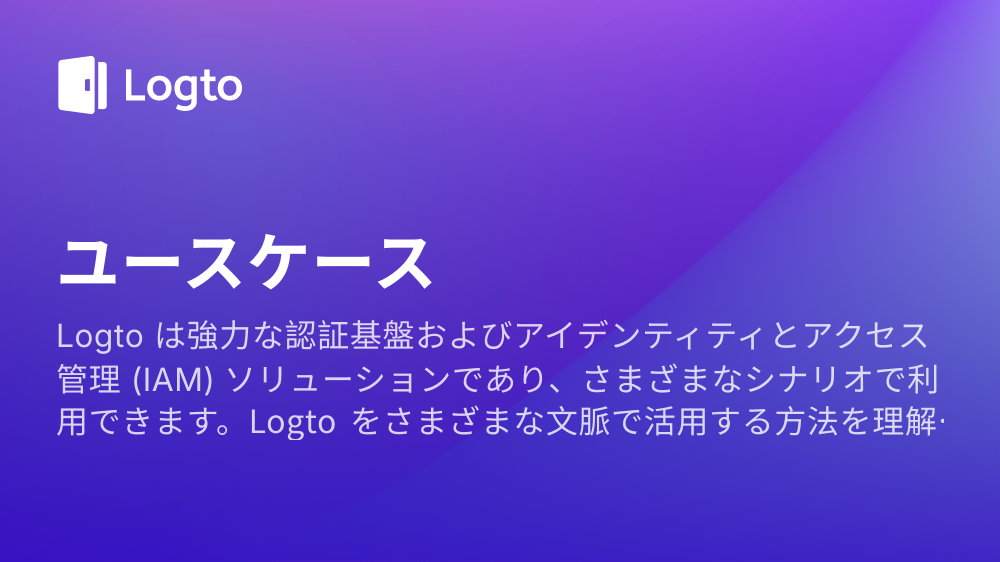 Logto
ユースケース
Logto は強力な認証基盤およびアイデンティティとアクセス
管理 (IAM) ソリューションであり、さまざまなシナリオで利
用できます。Logto をさまざまな文脈で活用する方法を理解·